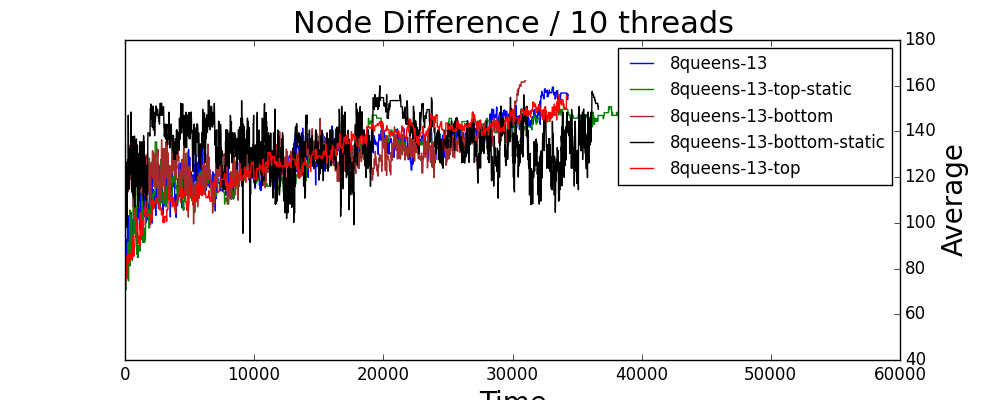 Node Difference / 10 threads
180
160
140
120
100
80
60
40
Average
8queens-13
8queens-13-top-static
8queens-13-bottom
8queens-13-bottom-static
8queens-13-top
0 10000 20000 30000 40000 50000 60000
Time